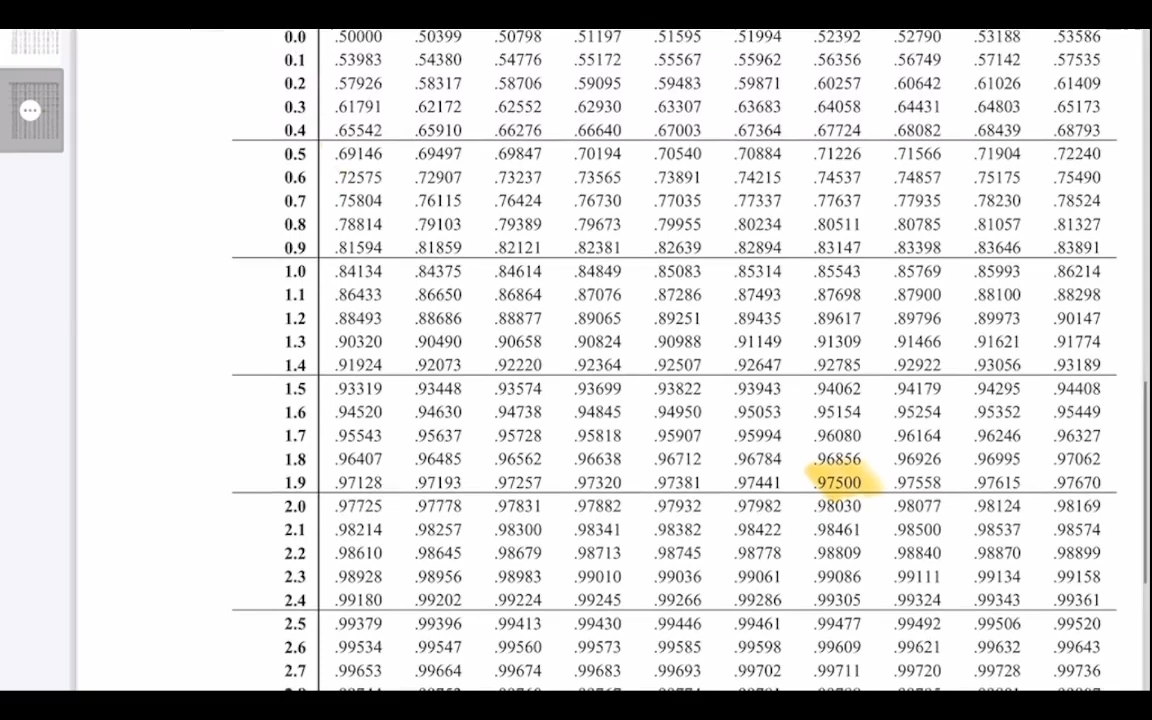 0.0 .50000 .50399 .50798 .51197 .51595 .51994 .52392 .52790 .53188 .53586
0.1 .53983 .54380 .54776 .55172 .55567 .55962 .56356 .56749 .57142 .57535
0.2 .57926 .58317 .58706 .59095 .59483 .59871 .60257 .60642 .61026 .61409
0.3 .61791 .62172 .62552 .62930 .63307 .63683 .64058 .64431 .64803 .65173
0.4 .65542 .65910 .66276 .66640 .67003 .67364 .67724 .68082 .68439 .68793
0.5 .69146 .69497 .69847 .70194 .70540 .70884 .71226 .71566 .71904 .72240
0.6 .72575 .72907 .73237 .73565 .73891 .74215 .74537 .74857 .75175 .75490
0.7 .75804 .76115 .76424 .76730 .77035 .77337 .77637 .77935 .78230 .78524
0.8 .78814 .79103 .79389 .79673 .79955 .80234 .80511 .80785 .81057 .81327
0.9 .81594 .81859 .82121 .82381 .82639 .82894 .83147 .83398 .83646 .83891
1.0 .84134 .84375 .84614 .84849 .85083 .85314 .85543 .85769 .85993 .86214
1.1 .86433 .86650 .86864 .87076 .87286 .87493 .87698 .87900 .88100 .88298
1.2 .88493 .88686 .88877 .89065 .89251 .89435 .89617 .89796 .89973 .90147
1.3 .90320 .90490 .90658 .90824 .90988 .91149 .91309 .91466 .91621 .91774
1.4 .91924 .92073 .92220 .92364 .92507 .92647 .92785 .92922 .93056 .93189
1.5 .93319 .93448 .93574 .93699 .93822 .93943 .94062 .94179 .94295 .94408
1.6 .94520 .94630 .94738 .94845 .94950 .95053 .95154 .95254 .95352 .95449
1.7 .95543 .95637 .95728 .95818 .95907 .95994 .96080 .96164 .96246 .96327
1.8 .96407 .96485 .96562 .96638 .96712 .96784 .96856 .96926 .96995 .97062
1.9 .97128 .97193 .97257 .97320 .97381 .97441 .97500 .97558 .97615 .97670
2.0 .97725 .97778 .97831 .97882 .97932 .97982 .98030 .98077 .98124 .98169
2.1 .98214 .98257 .98300 .98341 .98382 .98422 .98461 .98500 .98537 .98574
2.2 .98610 .98645 .98679 .98713 .98745 .98778 .98809 .98840 .98870 .98899
2.3 .98928 .98956 .98983 .99010 .99036 .99061 .99086 .99111 .99134 .99158
2.4 .99180 .99202 .99224 .99245 .99266 .99286 .99305 .99324 .99343 .99361
2.5 .99379 .99396 .99413 .99430 .99446 .99461 .99477 .99492 .99506 .99520
2.6 .99534 .99547 .99560 .99573 .99585 .99598 .99609 .99621 .99632 .99643
2.7 .99653 .99664 .99674 .99683 .99693 .99702 .99711 .99720 .99728 .99736